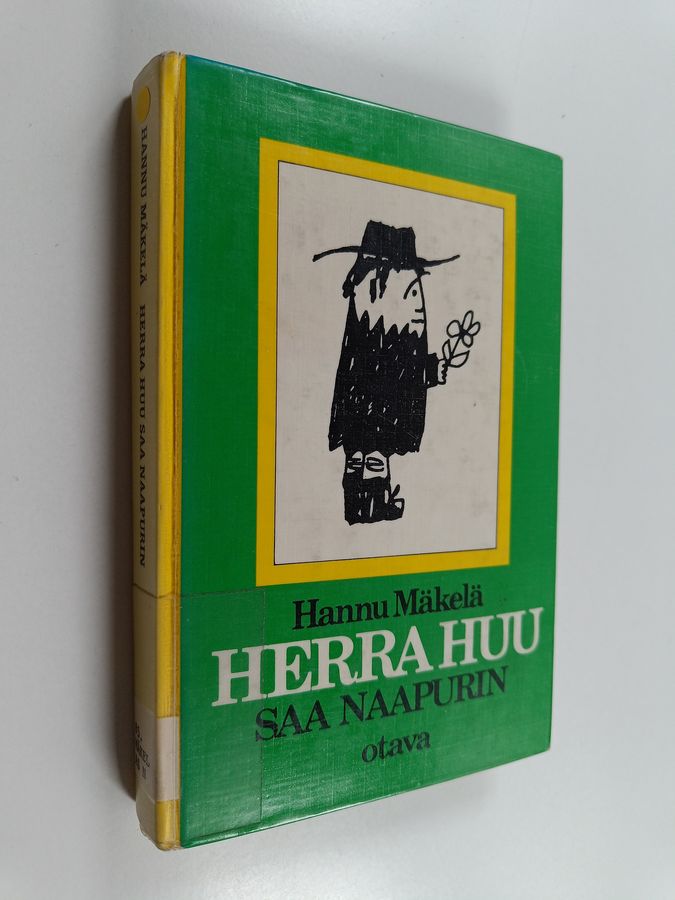 HANNU MÄKELÄ HERRA HUU SAA NAAPURIN
Hannu Mäkelä
HERRA HUU
SAA NAAPURIN
otava